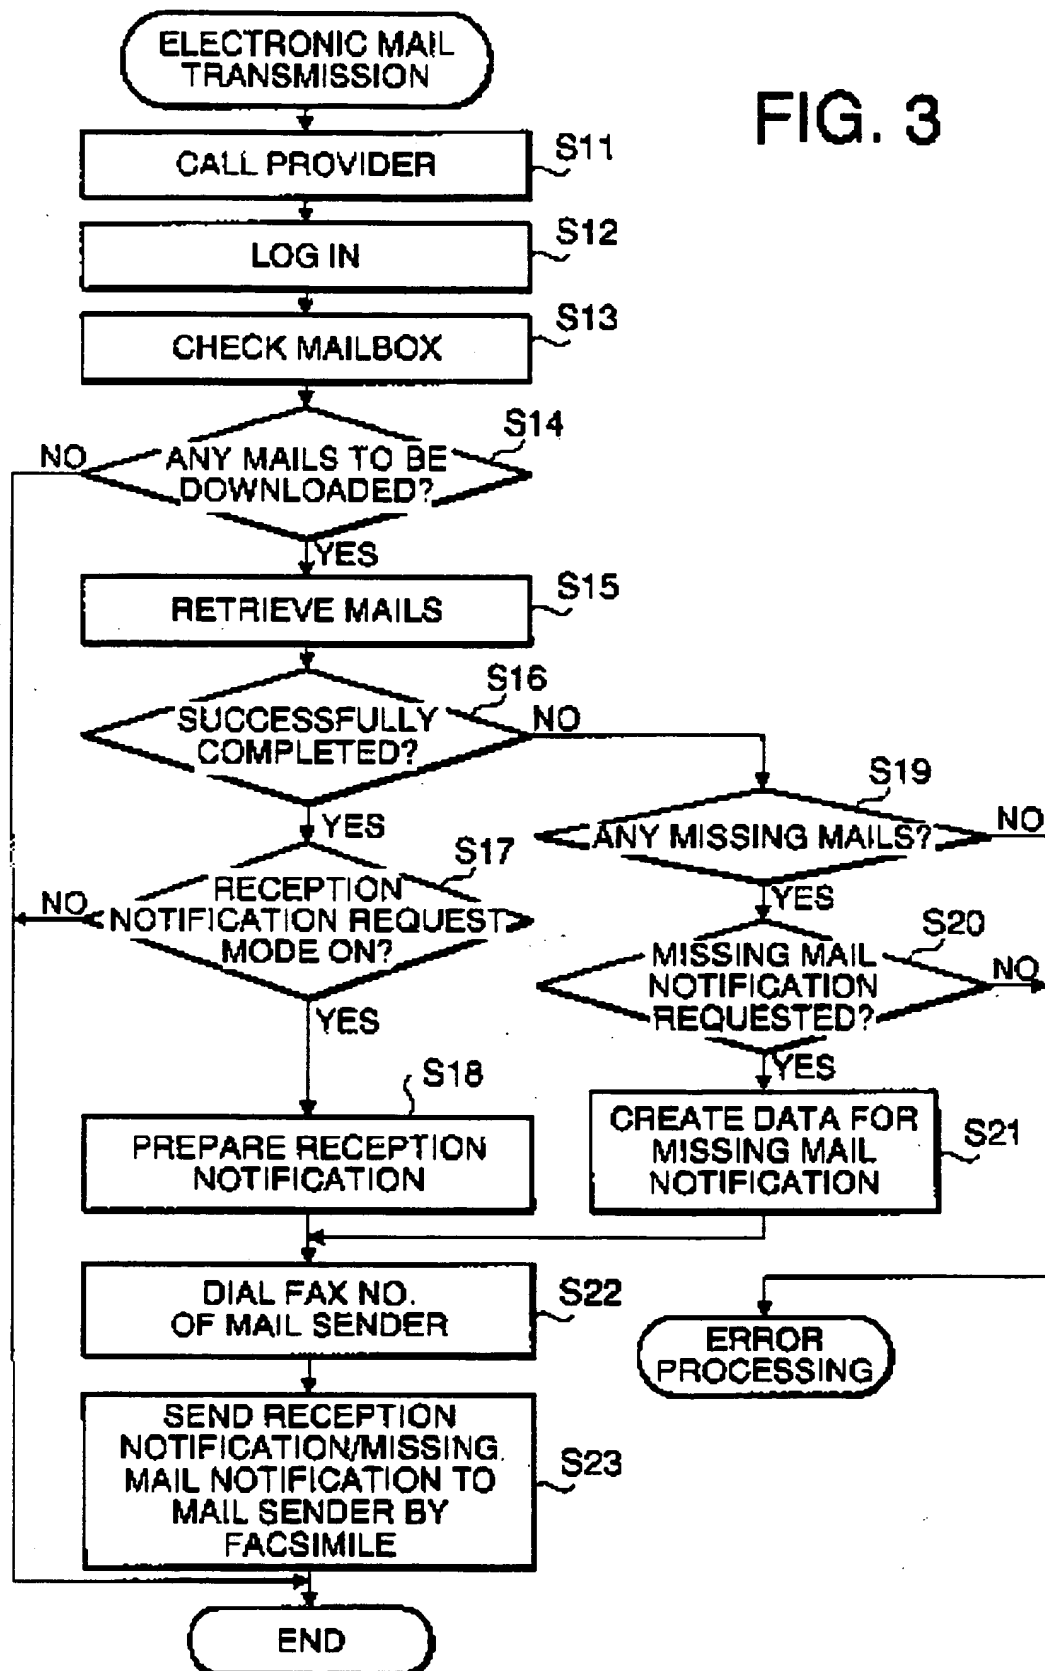 ELECTRONIC MAIL
TRANSMISSION
FIG. 3
CALL PROVIDER
S11
LOG IN
S12
CHECK MAILBOX
S13
ANY MAILS TO BE
DOWNLOADED?
S14
NO
YES
RETRIEVE MAILS
S15
SUCCESSFULLY
COMPLETED?
S16
NO
YES
ANY MISSING MAILS?
S19
NO
YES
RECEPTION
NOTIFICATION REQUEST
MODE ON?
S17
NO
YES
MISSING MAIL
NOTIFICATION
REQUESTED?
S20
NO
YES
PREPARE RECEPTION
NOTIFICATION
S18
CREATE DATA FOR
MISSING MAIL
NOTIFICATION
S21
DIAL FAX NO.
OF MAIL SENDER
S22
ERROR
PROCESSING
SEND RECEPTION
NOTIFICATION/MISSING
MAIL NOTIFICATION TO
MAIL SENDER BY
FACSIMILE
S23
END